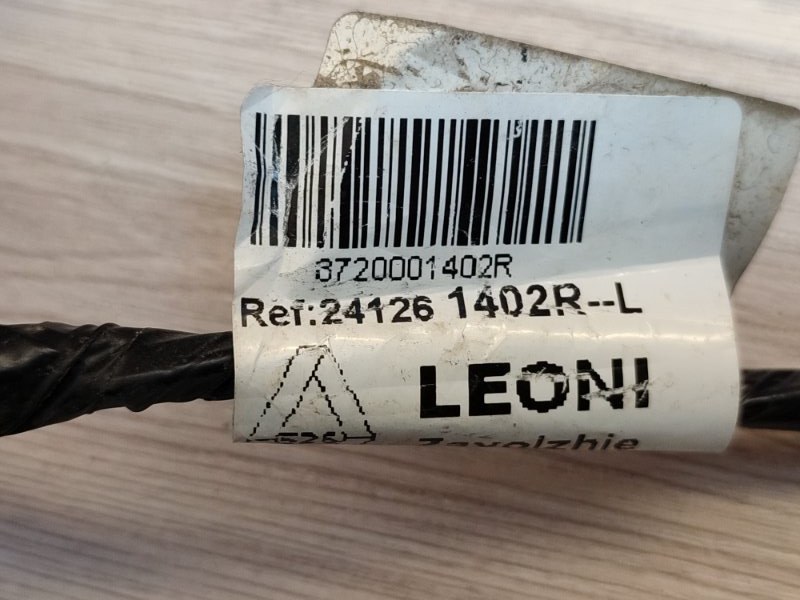 3720001402R
Ref:24126 1402R--L
LEONI
Zavolzhie